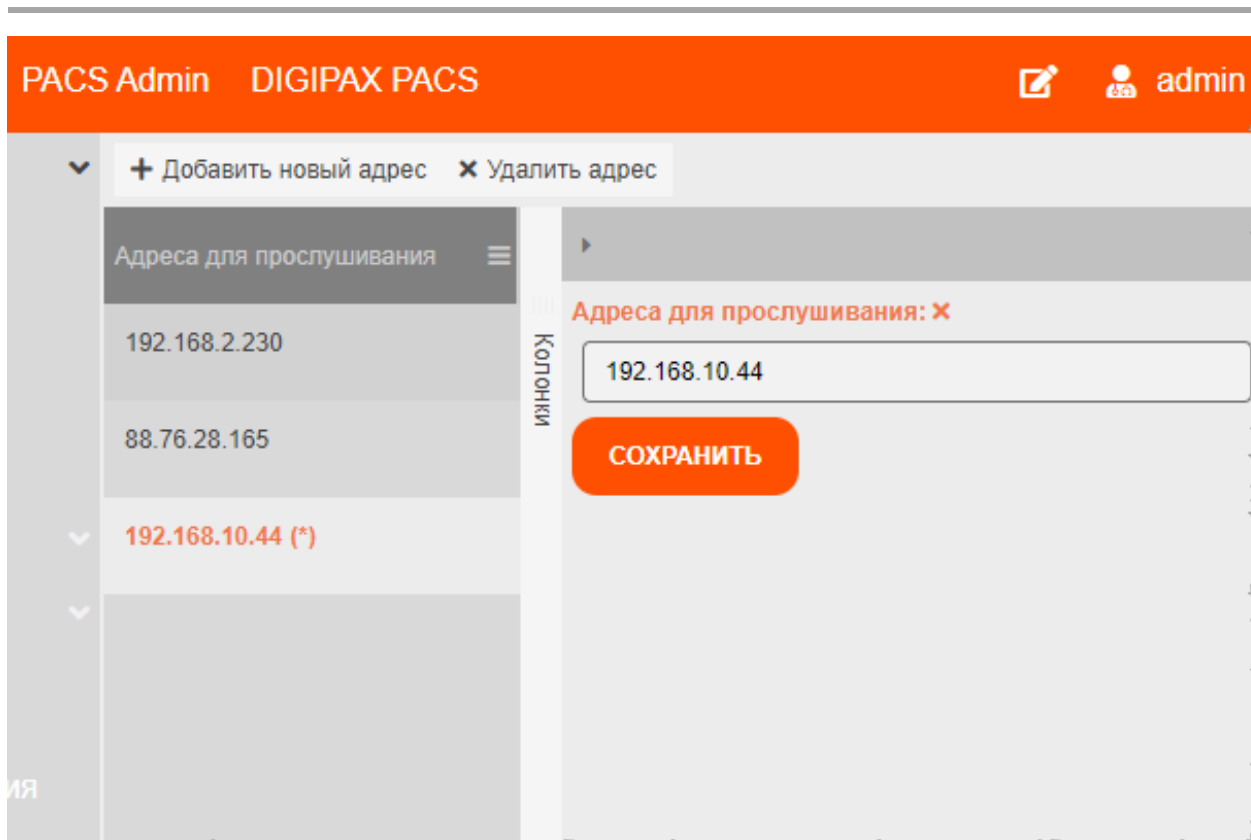 PACS Admin DIGIPAX PACS admin
+ Добавить новый адрес × Удалить адрес
Адреса для прослушивания
Адреса для прослушивания: ×
192.168.2.230
192.168.10.44
Колонки
88.76.28.165
СОХРАНИТЬ
192.168.10.44 (*)
ия